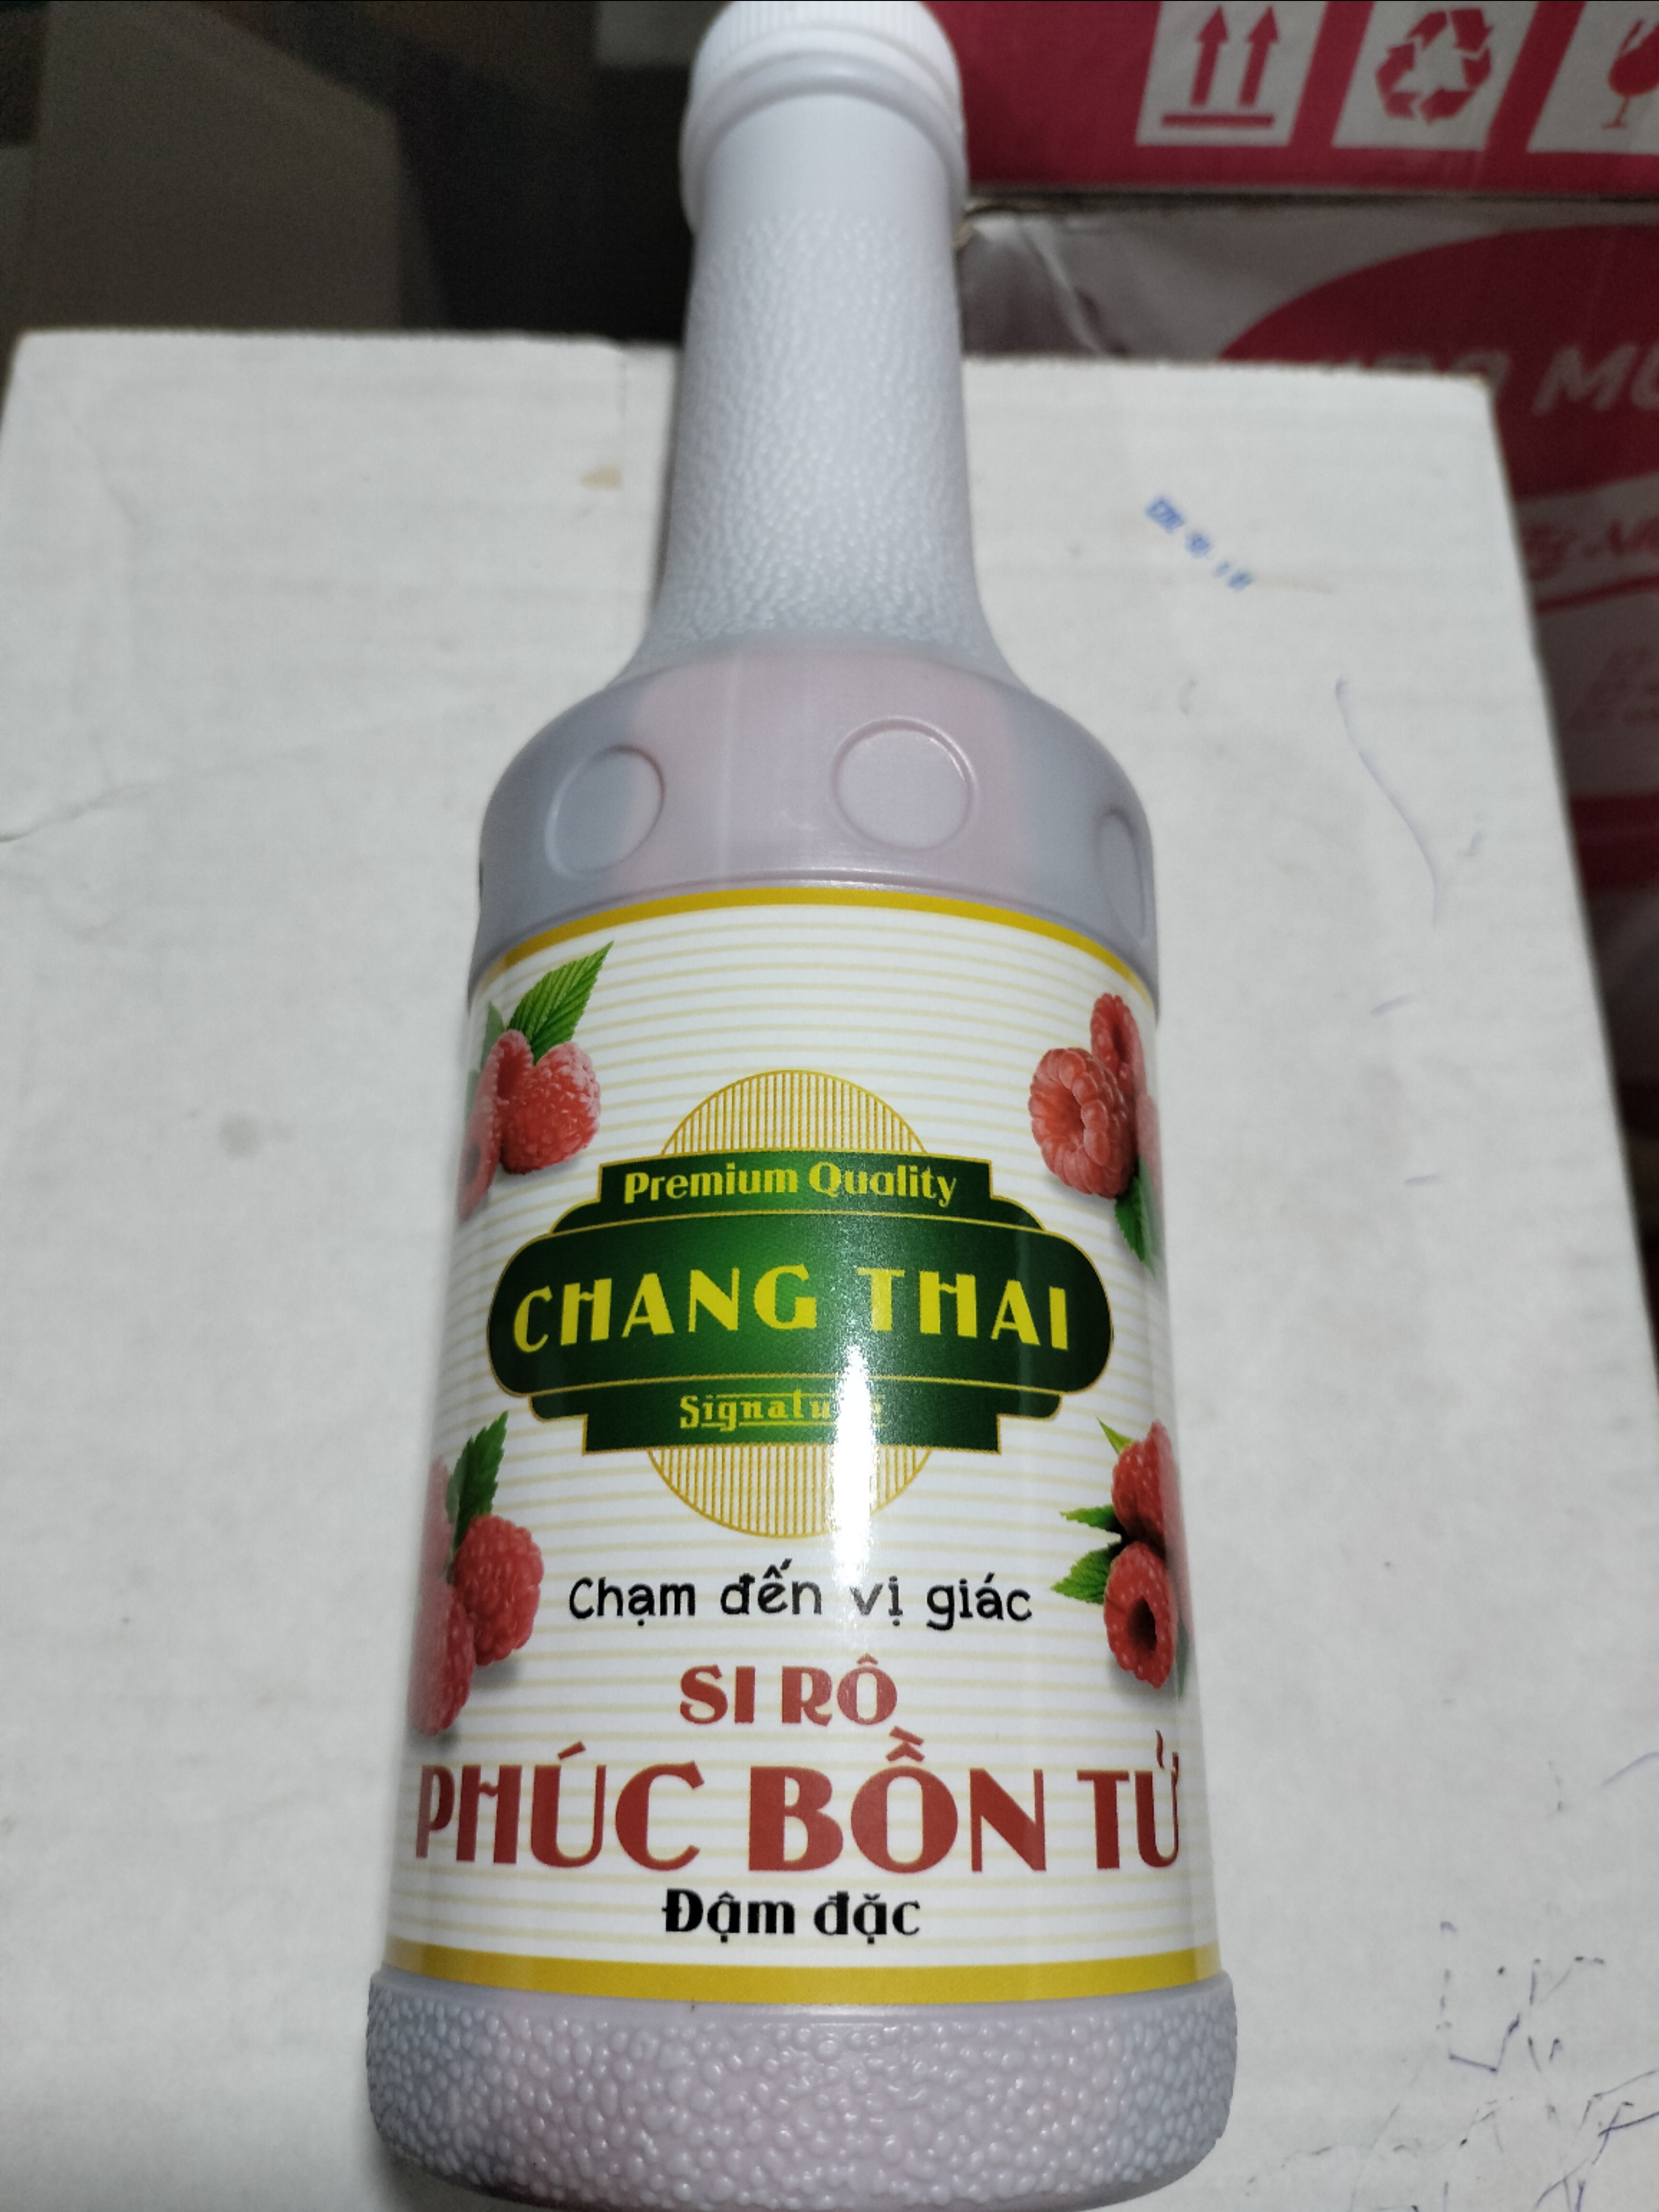 Premium Quality
CHANG THAI
Chạm đến vị giác
SI RÔ
PHÚC BỒN TỬ
Đậm đặc